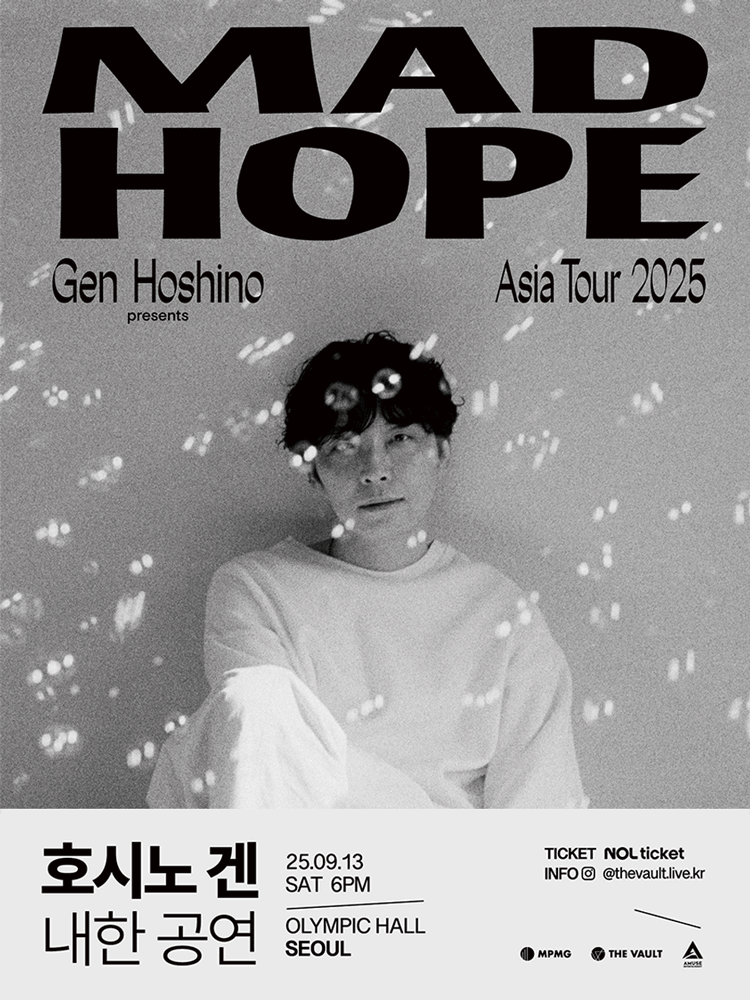 MAD
HOPE
Gen Hoshino
presents
Asia Tour 2025
호시노 겐
내한 공연
25.09.13
SAT 6PM
OLYMPIC HALL
SEOUL
TICKET NOL ticket
INFO @thevault.live.kr
MPMG
THE VAULT
AMUSE